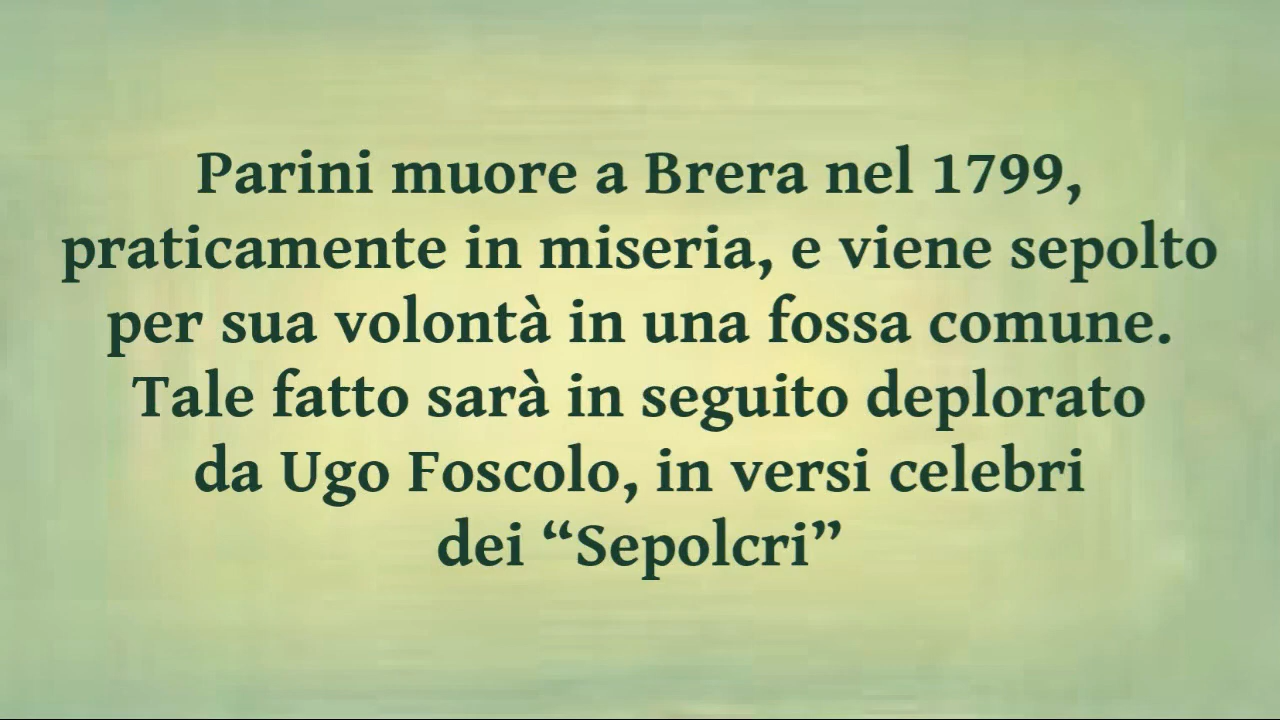 Parini muore a Brera nel 1799,
praticamente in miseria, e viene sepolto
per sua volontà in una fossa comune.
Tale fatto sarà in seguito deplorato
da Ugo Foscolo, in versi celebri
dei “Sepolcri”